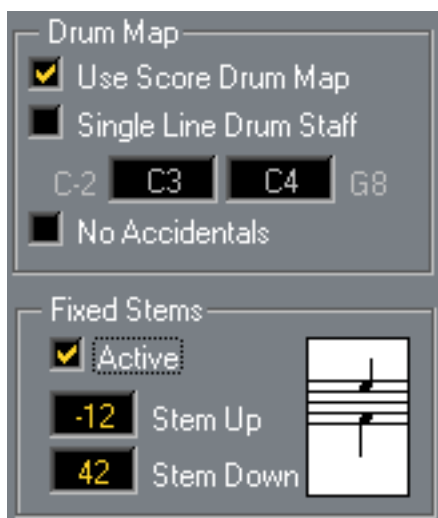 Drum Map
Use Score Drum Map
Single Line Drum Staff
C-2 C3 C4 G8
No Accidentals
Fixed Stems
Active
-12 Stem Up
42 Stem Down